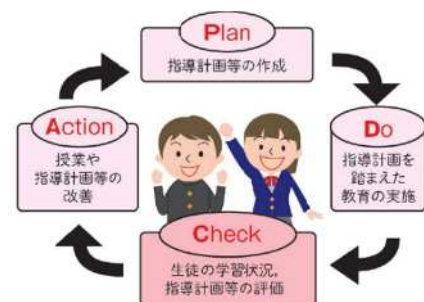 Plan
指導計画等の作成
Action
授業や
指導計画等の
改善
Do
指導計画を
踏まえた
教育の実施
Check
生徒の学習状況,
指導計画等の評価